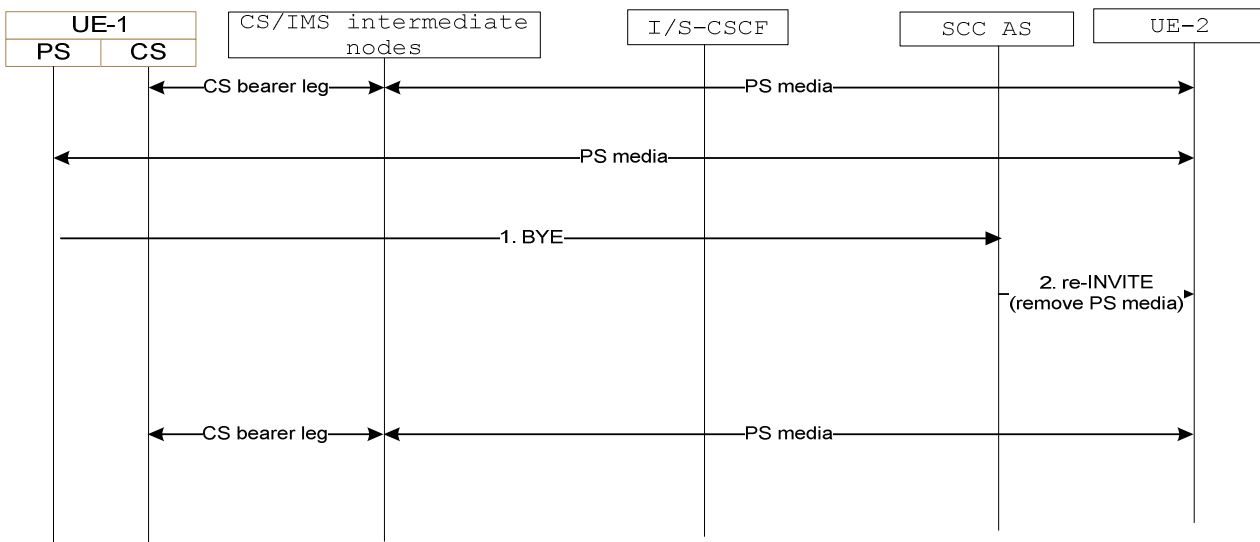 UE-1
PS
CS
CS/IMS intermediate
nodes
I/S-CSCF
SCC AS
UE-2
CS bearer leg
PS media
PS media
1. BYE
2. re-INVITE
(remove PS media)
CS bearer leg
PS media